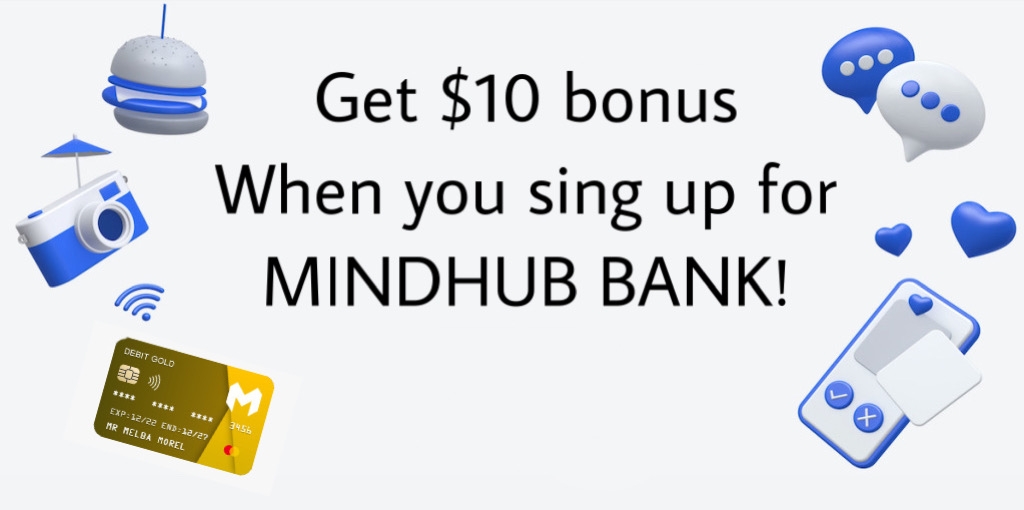 Get $10 bonus
When you sing up for
MINDHUB BANK!
DEBIT GOLD
**** **** **** 3456
EXP:12/22 END:12/27
MR MELBA MOREL